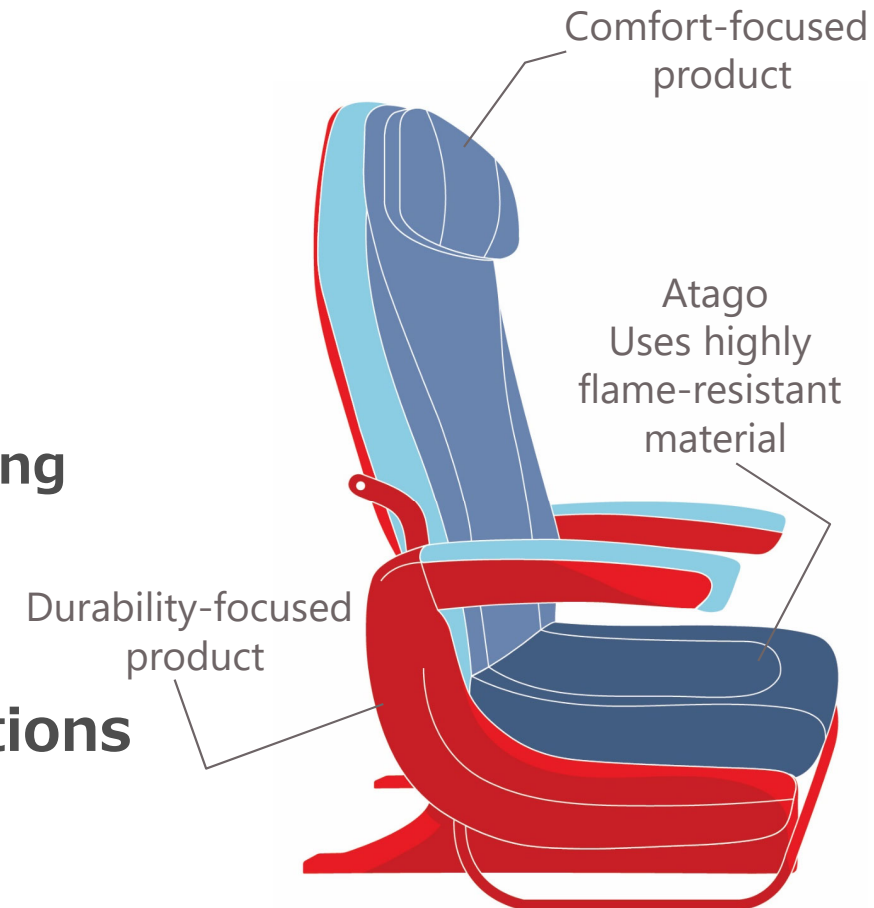 Comfort-focused
product
Atago
Uses highly
flame-resistant
material
ng
Durability-focused
product
tions